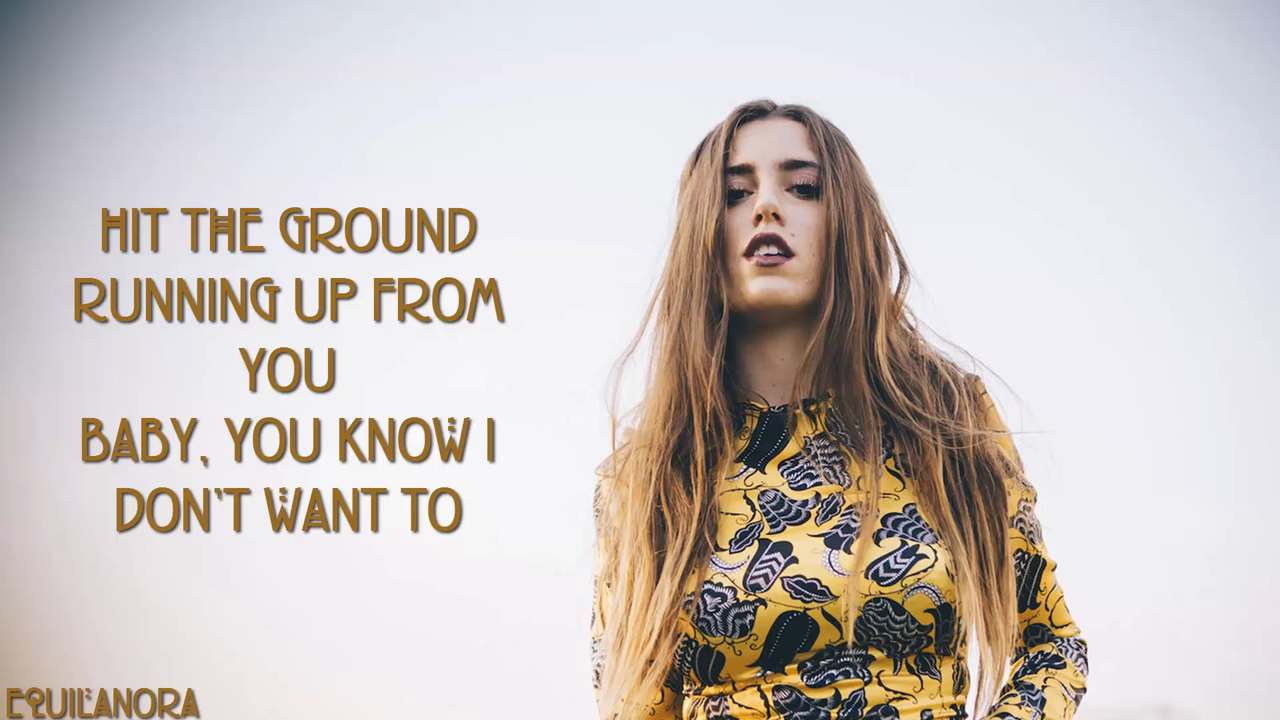 HIT THE GROUND
RUNNING UP FROM
YOU
BABY, YOU KNOW I
DON'T WANT TO
EQUILANORA